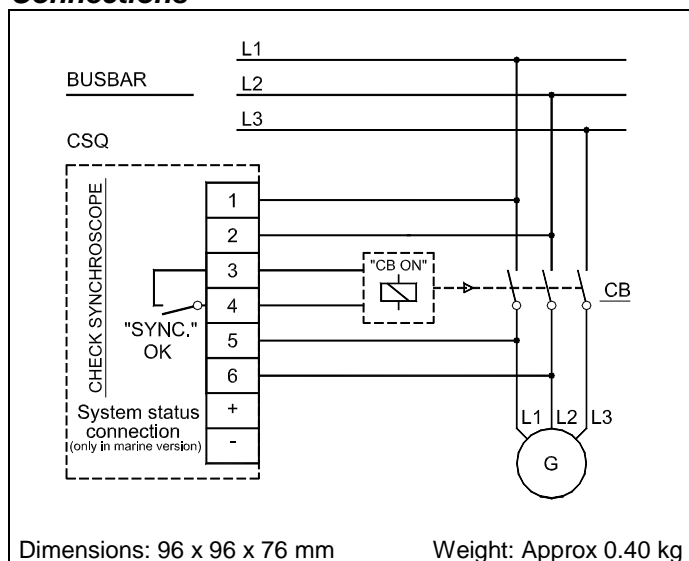 Connections
L1
BUSBAR
L2
L3
CSQ
CHECK SYNCHROSCOPE
1
2
3
4
5
6
+
-
"SYNC."
OK
System status
connection
(only in marine version)
"CB ON"
CB
L1 L2 L3
G
Dimensions: 96 x 96 x 76 mm Weight: Approx 0.40 kg